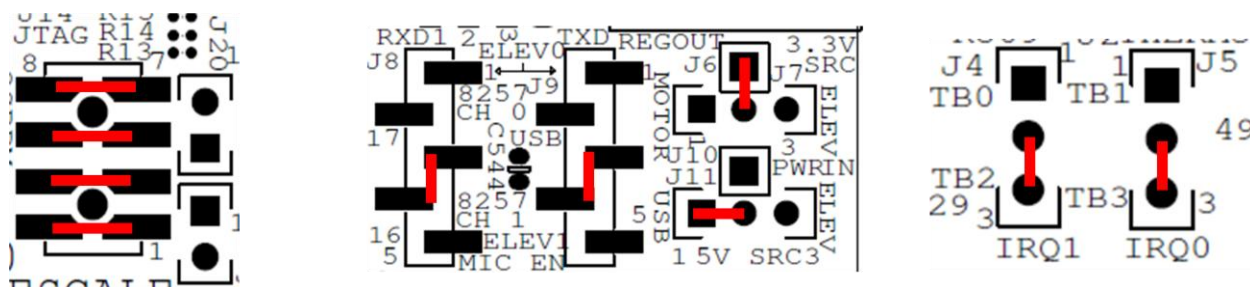 JTAG R14
R13
J20
1
8 7
1
RXD1 2 3 TXD
ELEV0
J8
1 J9 1
8257
CH 0
17
USB
C544
8257
CH 1
5
16
5
ELEV1
MIC EN
REGOUT 3.3V
J6 J7 SRC
MOTOR
ELEV
1 3
J10
J11 PWRIN
USB
ELEV
1 5V SRC3
J4 1 1 J5
TB0 TB1
49
TB2 TB3
29 3 3
IRQ1 IRQ0